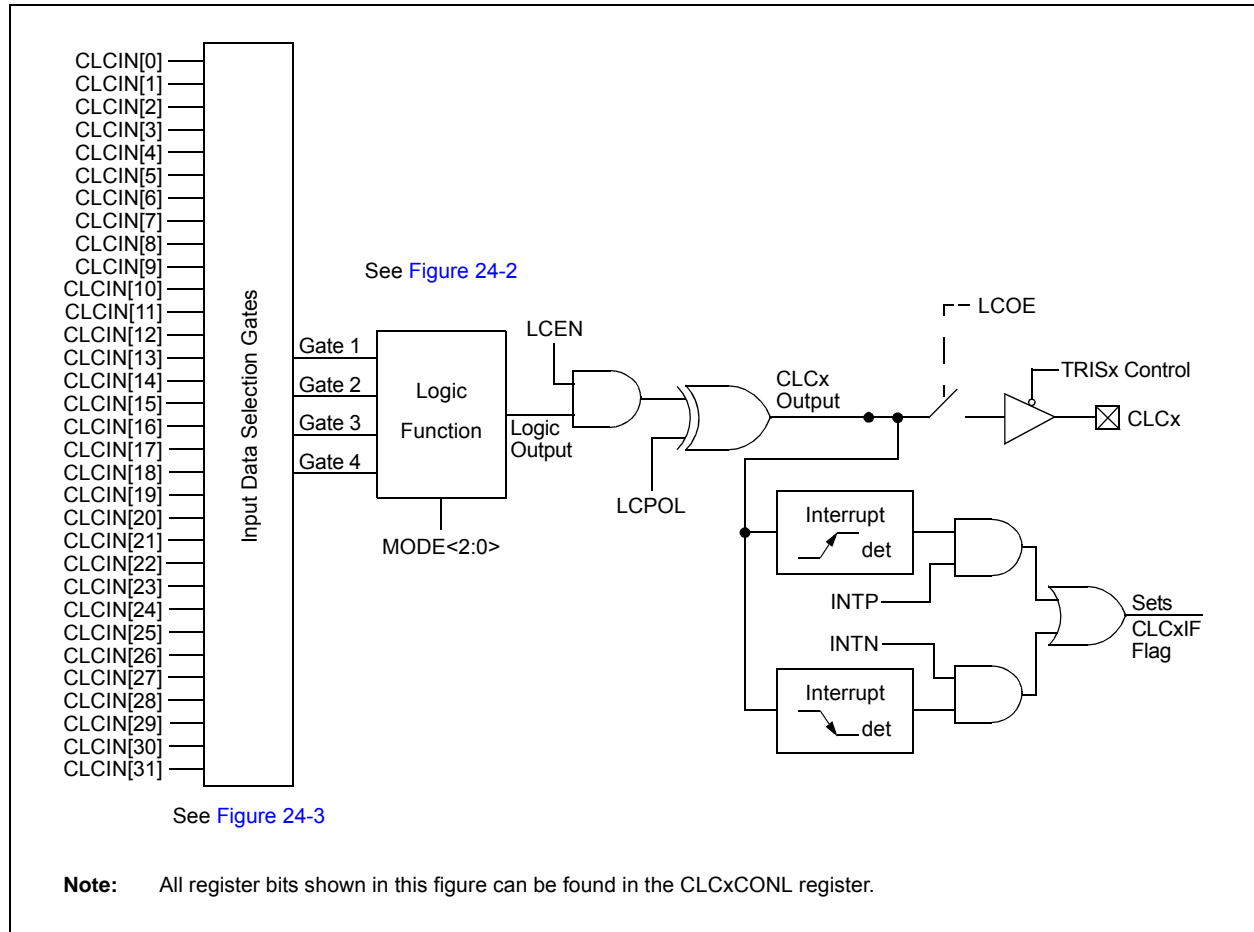 CLCIN[0]
CLCIN[1]
CLCIN[2]
CLCIN[3]
CLCIN[4]
CLCIN[5]
CLCIN[6]
CLCIN[7]
CLCIN[8]
CLCIN[9]
CLCIN[10]
CLCIN[11]
CLCIN[12]
CLCIN[13]
CLCIN[14]
CLCIN[15]
CLCIN[16]
CLCIN[17]
CLCIN[18]
CLCIN[19]
CLCIN[20]
CLCIN[21]
CLCIN[22]
CLCIN[23]
CLCIN[24]
CLCIN[25]
CLCIN[26]
CLCIN[27]
CLCIN[28]
CLCIN[29]
CLCIN[30]
CLCIN[31]
Input Data Selection Gates
See Figure 24-3
Gate 1
Gate 2
Gate 3
Gate 4
See Figure 24-2
Logic
Function
MODE<2:0>
Logic
Output
LCEN
LCPOL
CLCx
Output
LCOE
TRISx Control
CLCx
Interrupt
det
INTP
INTN
Interrupt
det
Sets
CLCxIF
Flag
Note: All register bits shown in this figure can be found in the CLCxCONL register.